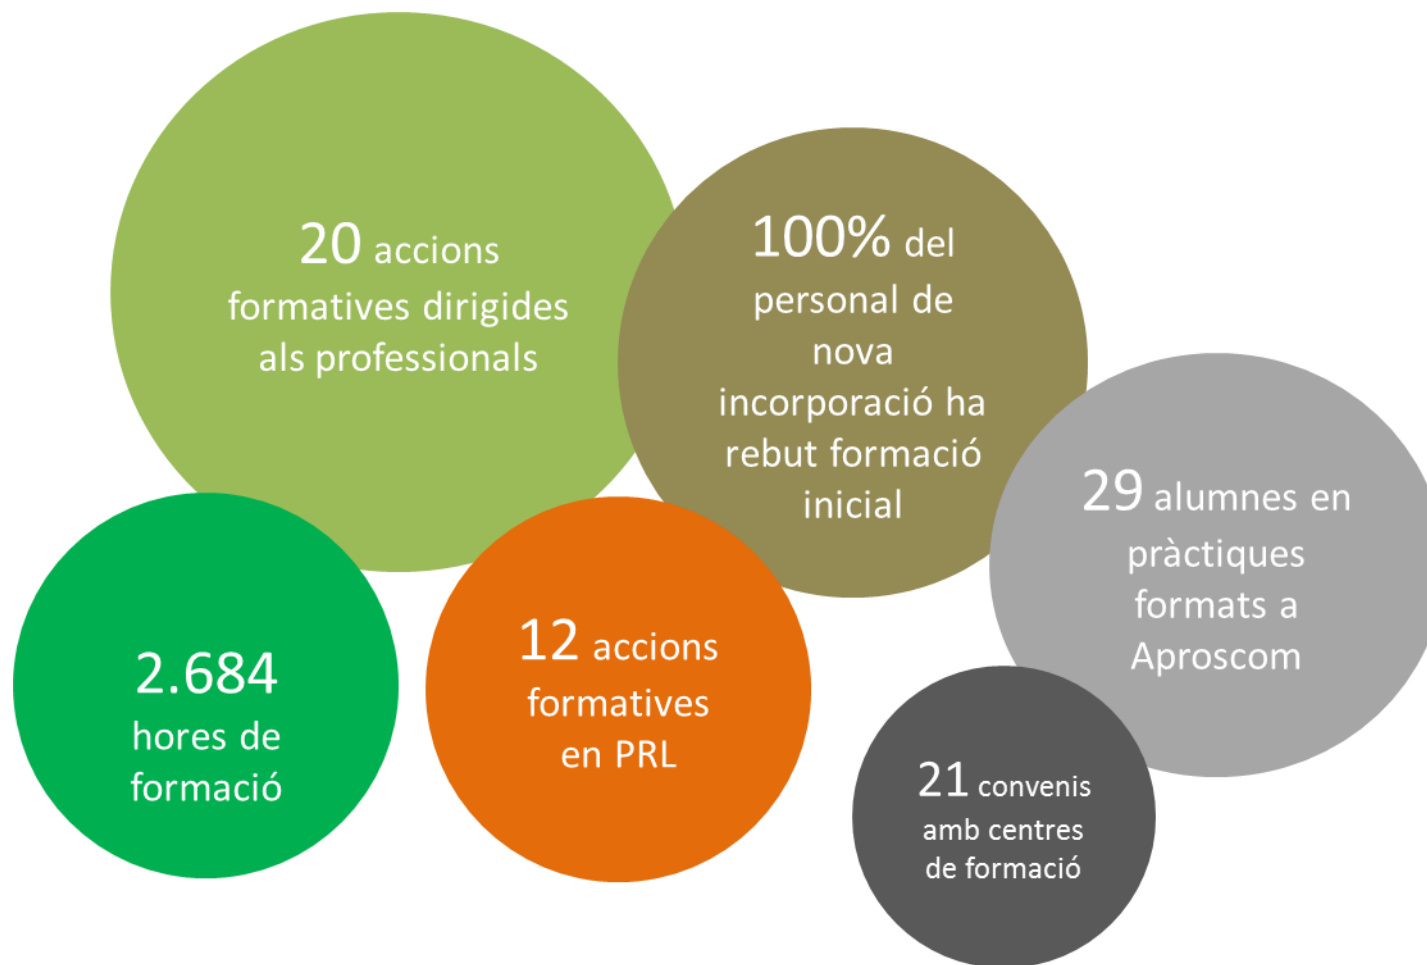 20 accions
formatives dirigides
als professionals
100% del
personal de
nova
incorporació ha
rebut formació
inicial
29 alumnes en
pràctiques
formats a
Aproscom
2.684
hores de
formació
12 accions
formatives
en PRL
21 convenis
amb centres
de formació